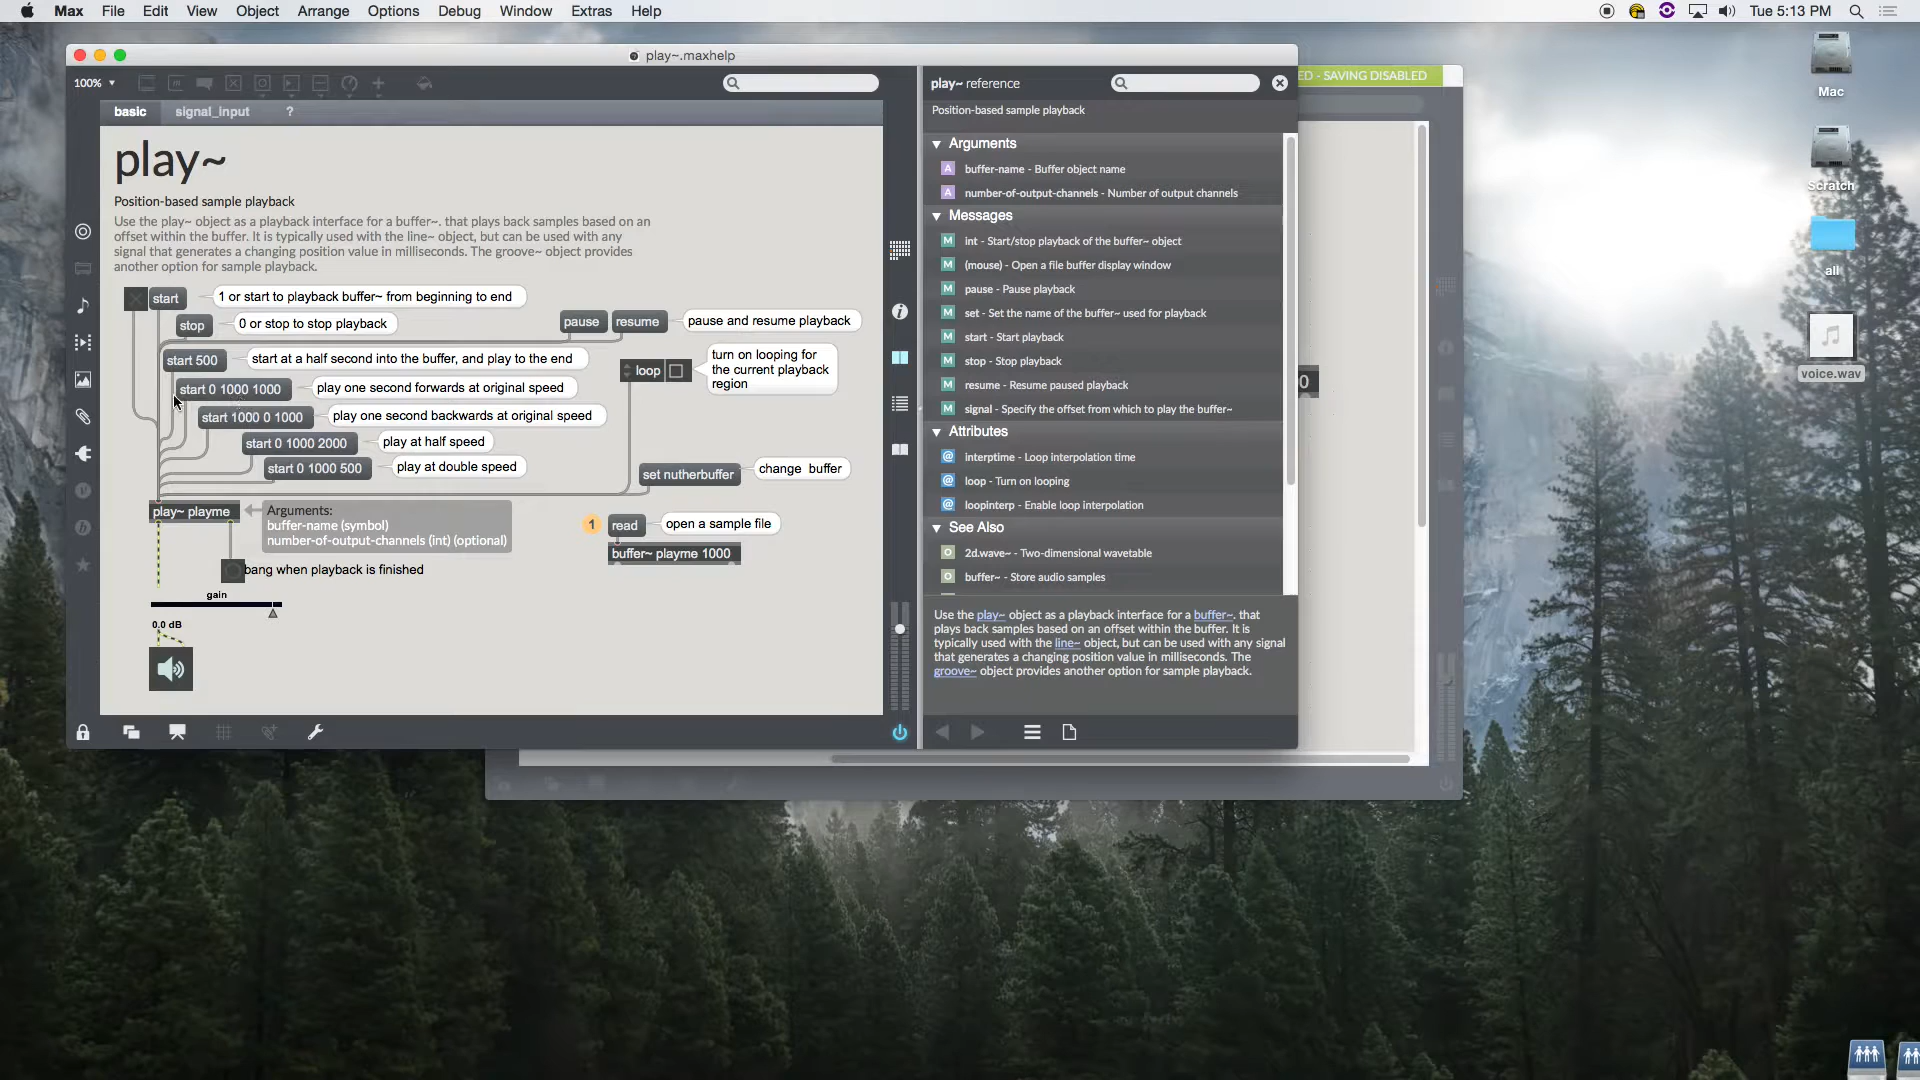 Max File Edit View Object Arrange Options Debug Window Extras Help
Tue 5:13 PM
play~.maxhelp
100%
basic signal_input ?
play~
Position-based sample playback
Use the play~ object as a playback interface for a buffer~. that plays back samples based on an
offset within the buffer. It is typically used with the line~ object, but can be used with any
signal that generates a changing position value in milliseconds. The groove~ object provides
another option for sample playback.
start 1 or start to playback buffer~ from beginning to end
stop 0 or stop to stop playback
pause resume pause and resume playback
start 500 start at a half second into the buffer, and play to the end
loop
turn on looping for
the current playback
region
start 0 1000 1000 play one second forwards at original speed
start 1000 0 1000 play one second backwards at original speed
start 0 1000 2000 play at half speed
start 0 1000 500 play at double speed
set nutherbuffer change buffer
play~ playme
Arguments:
buffer-name (symbol)
number-of-output-channels (int) (optional)
1 read open a sample file
buffer~ playme 1000
bang when playback is finished
gain
0.0 dB
play~ reference
Position-based sample playback
Arguments
A buffer-name - Buffer object name
A number-of-output-channels - Number of output channels
Messages
M int - Start/stop playback of the buffer~ object
M (mouse) - Open a file buffer display window
M pause - Pause playback
M set - Set the name of the buffer~ used for playback
M start - Start playback
M stop - Stop playback
M resume - Resume paused playback
M signal - Specify the offset from which to play the buffer~
Attributes
@ interptime - Loop interpolation time
@ loop - Turn on looping
@ loopinterp - Enable loop interpolation
See Also
O 2d.wave~ - Two-dimensional wavetable
O buffer~ - Store audio samples
Use the play~ object as a playback interface for a buffer~. that
plays back samples based on an offset within the buffer. It is
typically used with the line~ object, but can be used with any signal
that generates a changing position value in milliseconds. The
groove~ object provides another option for sample playback.
ED - SAVING DISABLED
0
Mac
Scratch
all
voice.wav